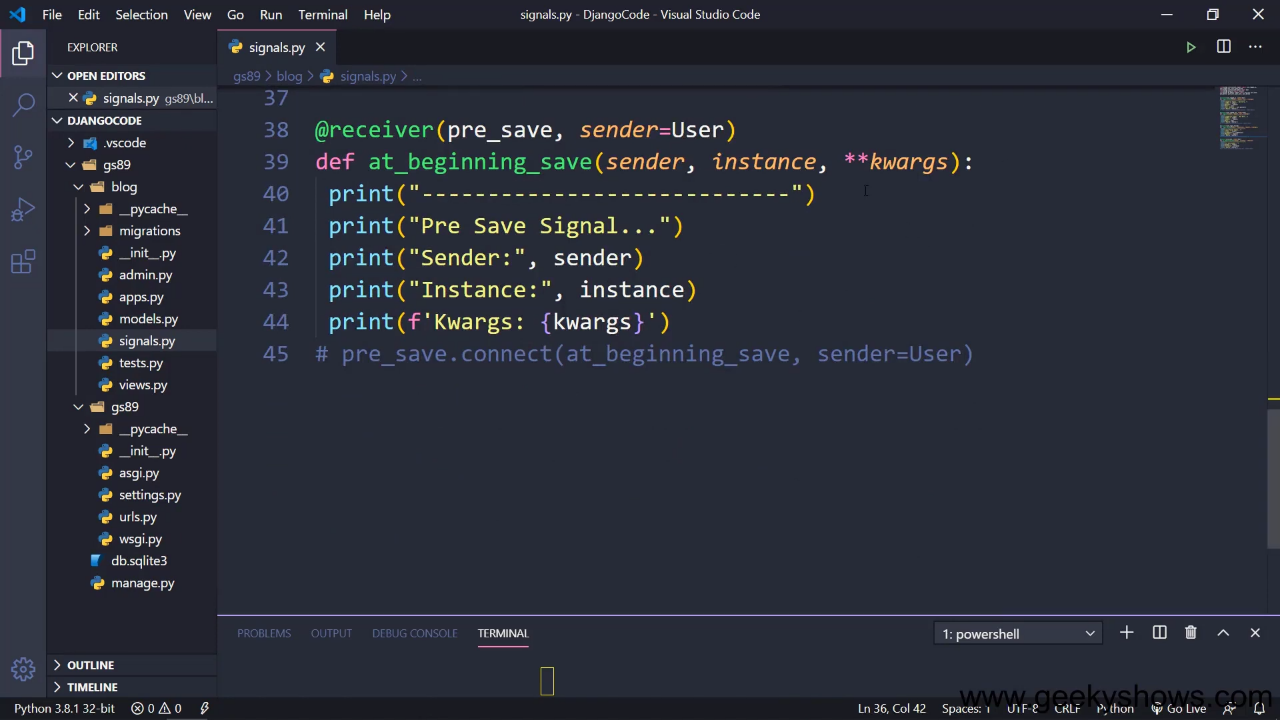 File Edit Selection View Go Run Terminal Help signals.py - DjangoCode - Visual Studio Code
EXPLORER
OPEN EDITORS
signals.py gs89\bl...
DJANGOCODE
.vscode
gs89
blog
__pycache__
migrations
__init__.py
admin.py
apps.py
models.py
signals.py
tests.py
views.py
gs89
__pycache__
__init__.py
asgi.py
settings.py
urls.py
wsgi.py
db.sqlite3
manage.py
OUTLINE
TIMELINE
signals.py
gs89 > blog > signals.py > ...
37
38 @receiver(pre_save, sender=User)
39 def at_beginning_save(sender, instance, **kwargs):
40 print("----------------------------")
41 print("Pre Save Signal...")
42 print("Sender:", sender)
43 print("Instance:", instance)
44 print(f'Kwargs: {kwargs}')
45 # pre_save.connect(at_beginning_save, sender=User)
PROBLEMS OUTPUT DEBUG CONSOLE TERMINAL 1: powershell
www.geekyshows.com
Python 3.8.1 32-bit 0 0 Ln 36, Col 42 Spaces: 1 UTF-8 CRLF Python Go Live